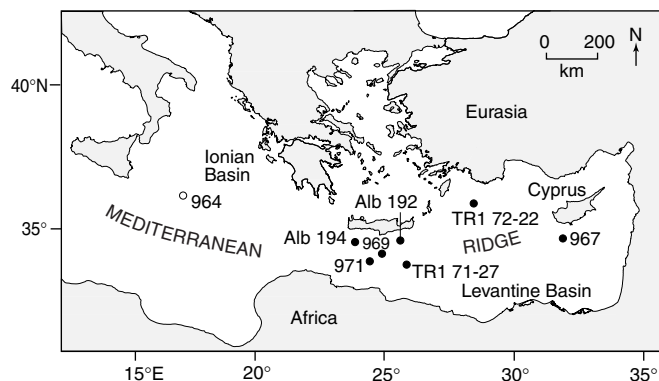 0 200
km
N
40°N
Eurasia
Ionian
Basin
964
Alb 192
Cyprus
TR1 72-22
35°
MEDITERRANEAN
RIDGE
Alb 194
969
967
971
TR1 71-27
Levantine Basin
Africa
15°E 20° 25° 30° 35°